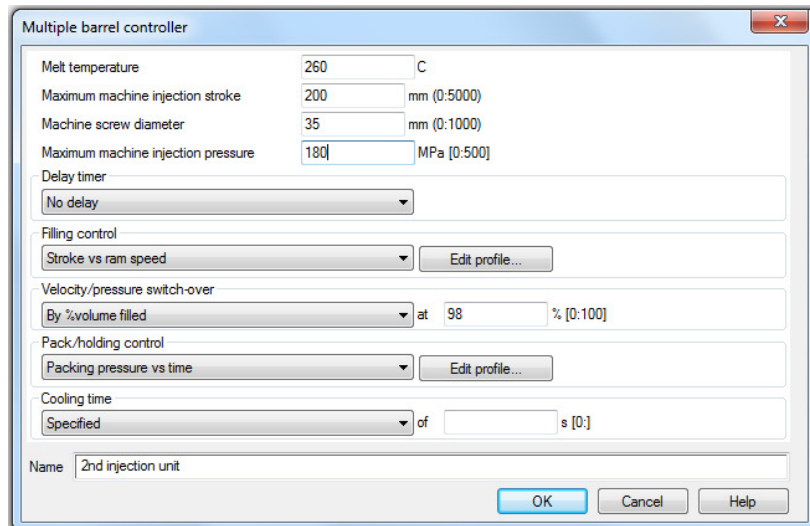 Multiple barrel controller
Melt temperature 260 C
Maximum machine injection stroke 200 mm (0:5000)
Machine screw diameter 35 mm (0:1000)
Maximum machine injection pressure 180 MPa [0:500]
Delay timer
No delay
Filling control
Stroke vs ram speed Edit profile...
Velocity/pressure switch-over
By %volume filled at 98 % [0:100]
Pack/holding control
Packing pressure vs time Edit profile...
Cooling time
Specified of s [0:]
Name 2nd injection unit
OK Cancel Help